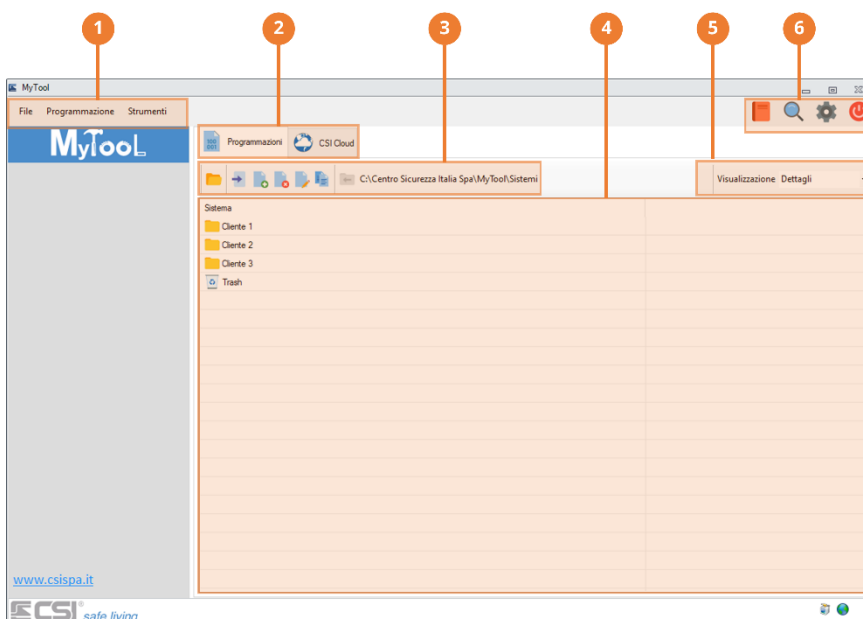 1 2 3 4 5 6
MyTool
File Programmazione Strumenti
MyTooL
Programmazioni CSI Cloud
C:\Centro Sicurezza Italia Spa\MyTool\Sistemi
Visualizzazione Dettagli
Sistema
Cliente 1
Cliente 2
Cliente 3
Trash
www.csispa.it
CSI® safe living